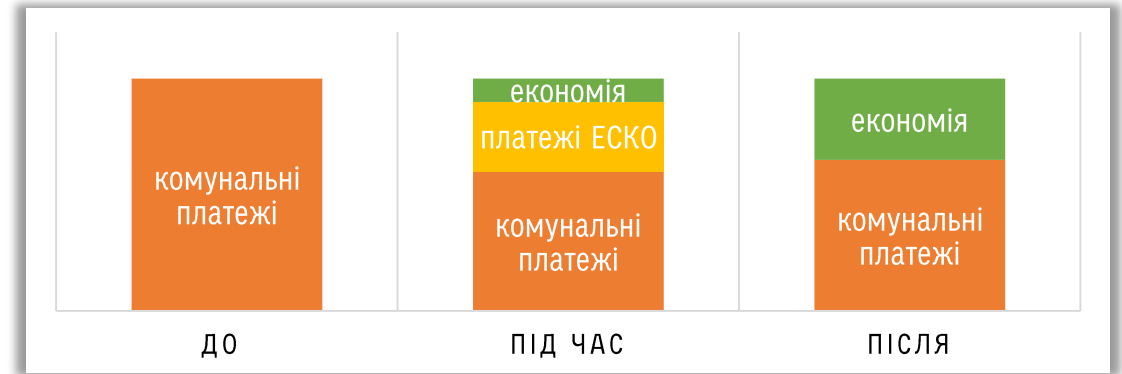 комунальні
платежі
економія
платежі ЕСКО
комунальні
платежі
економія
комунальні
платежі
ДО
ПІД ЧАС
ПІСЛЯ